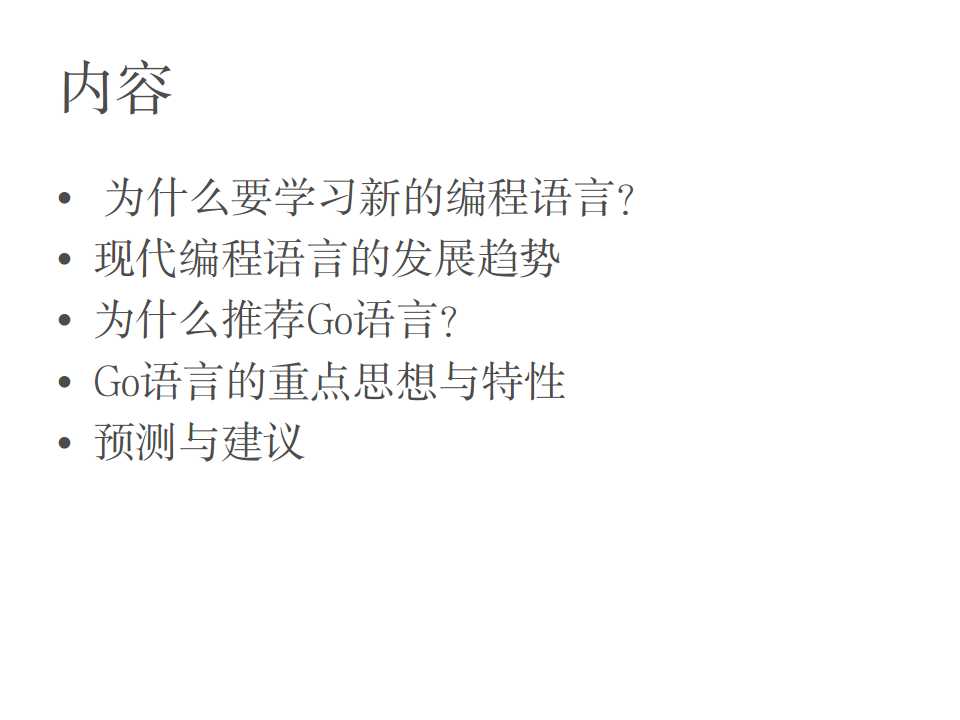 内容
• 为什么要学习新的编程语言？
• 现代编程语言的发展趋势
• 为什么推荐Go语言？
• Go语言的重点思想与特性
• 预测与建议